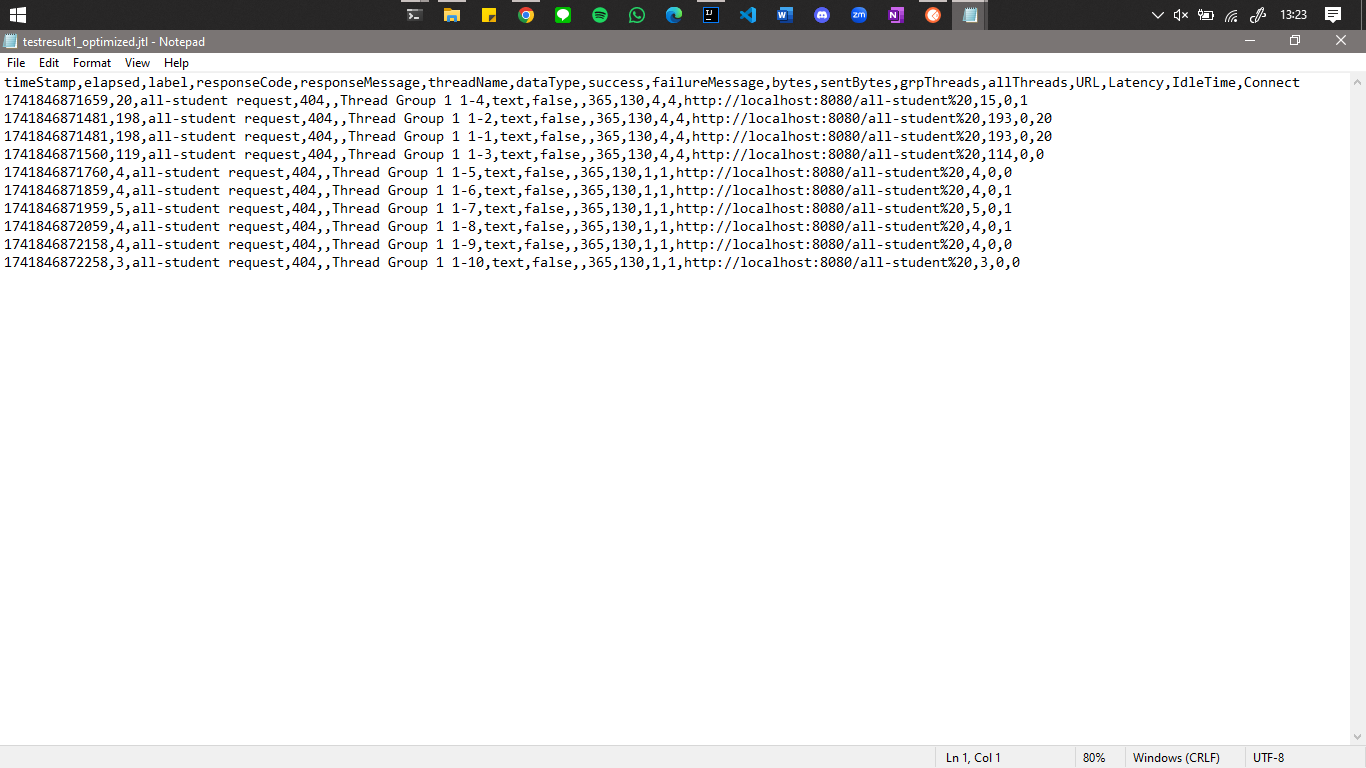 13:23
testresult1_optimized.jtl - Notepad
File Edit Format View Help
timeStamp,elapsed,label,responseCode,responseMessage,threadName,dataType,success,failureMessage,bytes,sentBytes,grpThreads,allThreads,URL,Latency,IdleTime,Connect
1741846871659,20,all-student request,404,,Thread Group 1 1-4,text,false,,365,130,4,4,http://localhost:8080/all-student%20,15,0,1
1741846871481,198,all-student request,404,,Thread Group 1 1-2,text,false,,365,130,4,4,http://localhost:8080/all-student%20,193,0,20
1741846871481,198,all-student request,404,,Thread Group 1 1-1,text,false,,365,130,4,4,http://localhost:8080/all-student%20,193,0,20
1741846871560,119,all-student request,404,,Thread Group 1 1-3,text,false,,365,130,4,4,http://localhost:8080/all-student%20,114,0,0
1741846871760,4,all-student request,404,,Thread Group 1 1-5,text,false,,365,130,1,1,http://localhost:8080/all-student%20,4,0,0
1741846871859,4,all-student request,404,,Thread Group 1 1-6,text,false,,365,130,1,1,http://localhost:8080/all-student%20,4,0,1
1741846871959,5,all-student request,404,,Thread Group 1 1-7,text,false,,365,130,1,1,http://localhost:8080/all-student%20,5,0,1
1741846872059,4,all-student request,404,,Thread Group 1 1-8,text,false,,365,130,1,1,http://localhost:8080/all-student%20,4,0,1
1741846872158,4,all-student request,404,,Thread Group 1 1-9,text,false,,365,130,1,1,http://localhost:8080/all-student%20,4,0,0
1741846872258,3,all-student request,404,,Thread Group 1 1-10,text,false,,365,130,1,1,http://localhost:8080/all-student%20,3,0,0
Ln 1, Col 1 80% Windows (CRLF) UTF-8